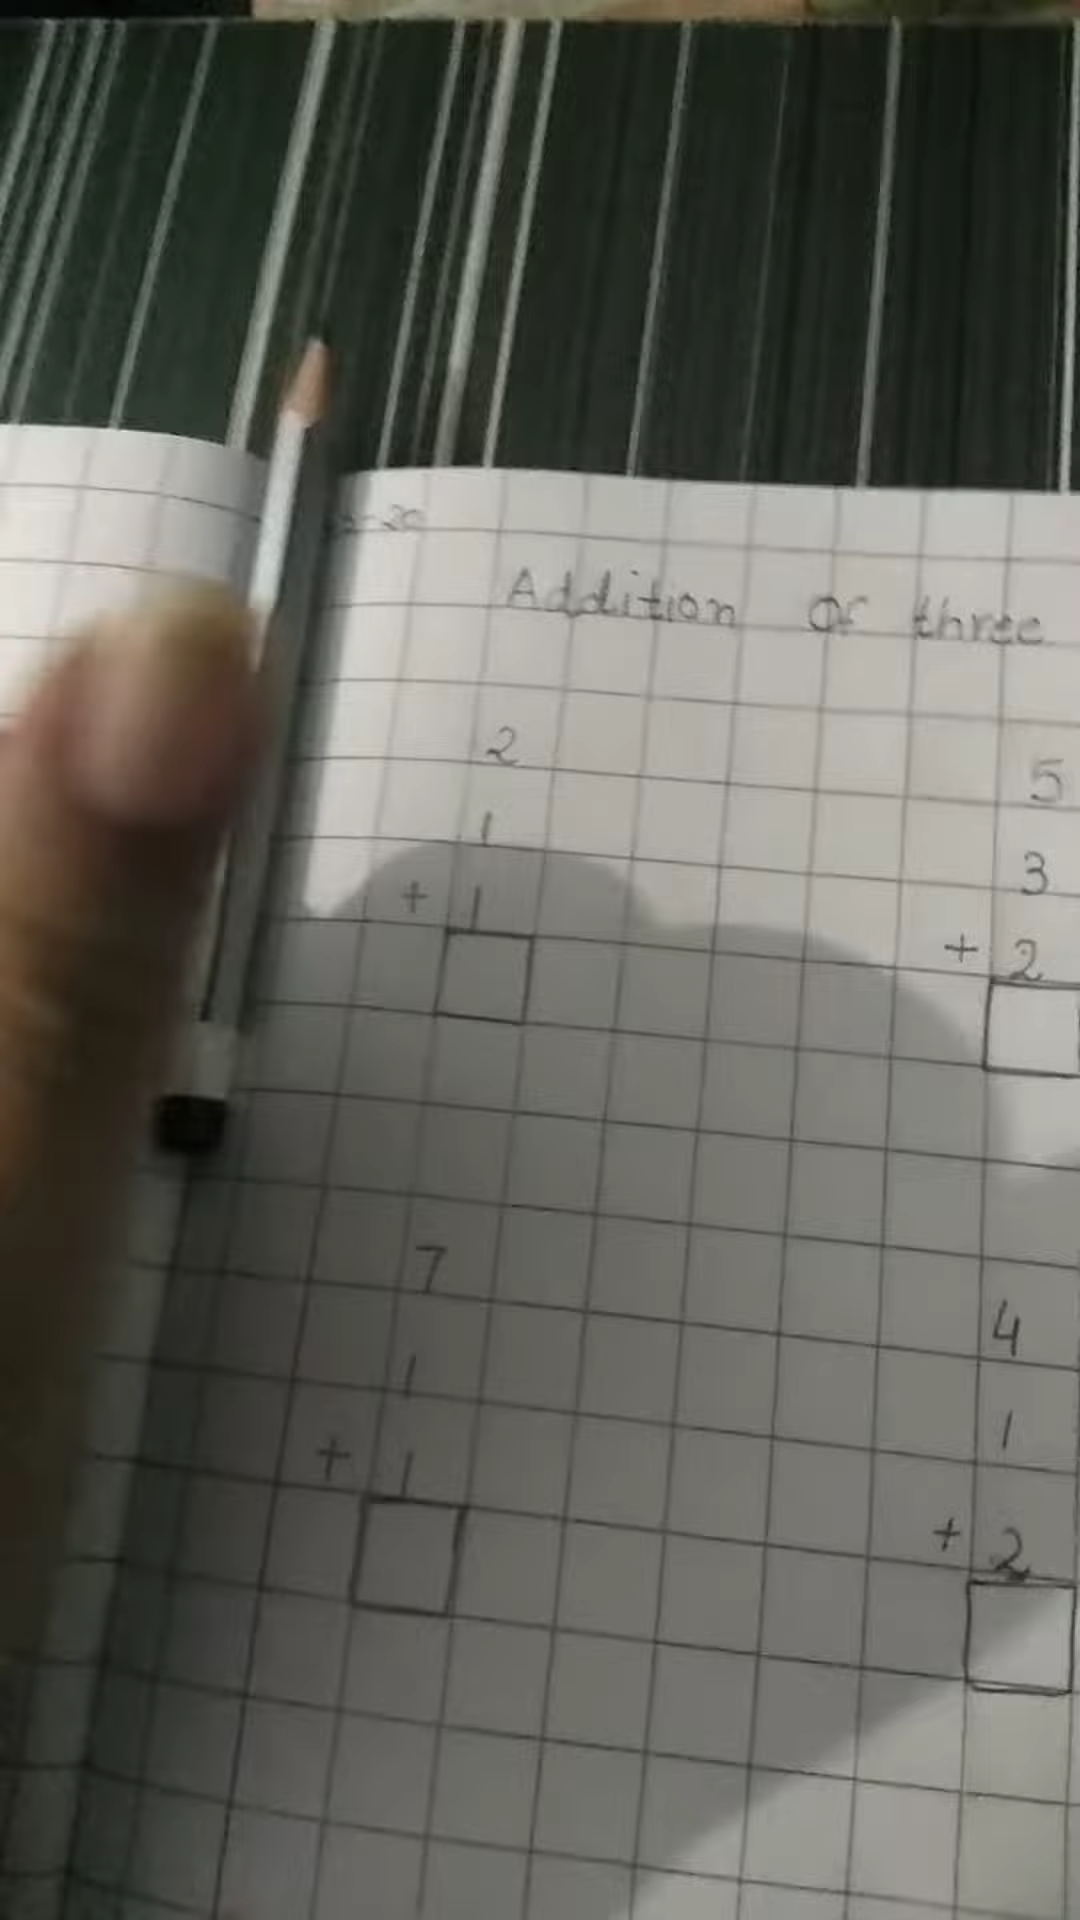 Addition of three
2 5
1 3
+ 1 + 2
7 4
1 1
+ 1 + 2